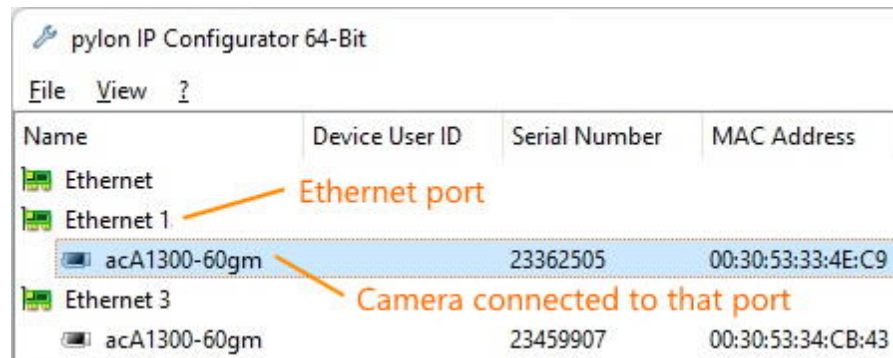 pylon IP Configurator 64-Bit
File View ?
Name Device User ID Serial Number MAC Address
Ethernet
Ethernet port
Ethernet 1
acA1300-60gm 23362505 00:30:53:33:4E:C9
Ethernet 3
Camera connected to that port
acA1300-60gm 23459907 00:30:53:34:CB:43